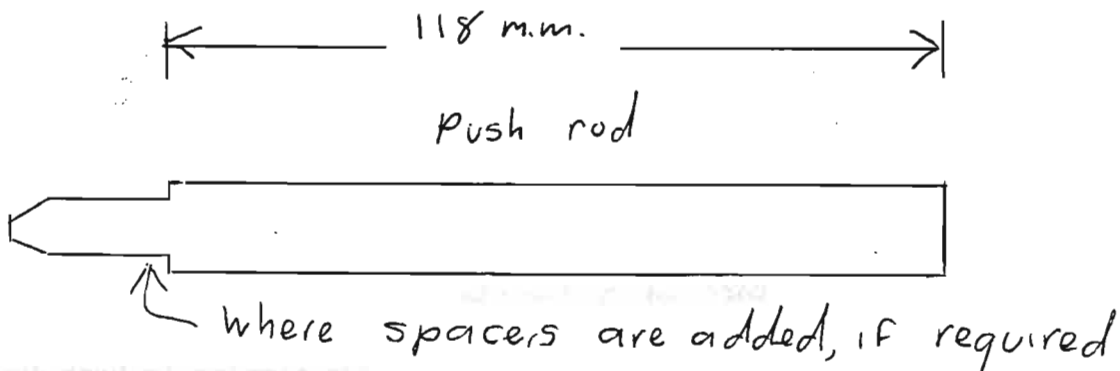 118 m.m.
Push rod
where spacers are added, if required